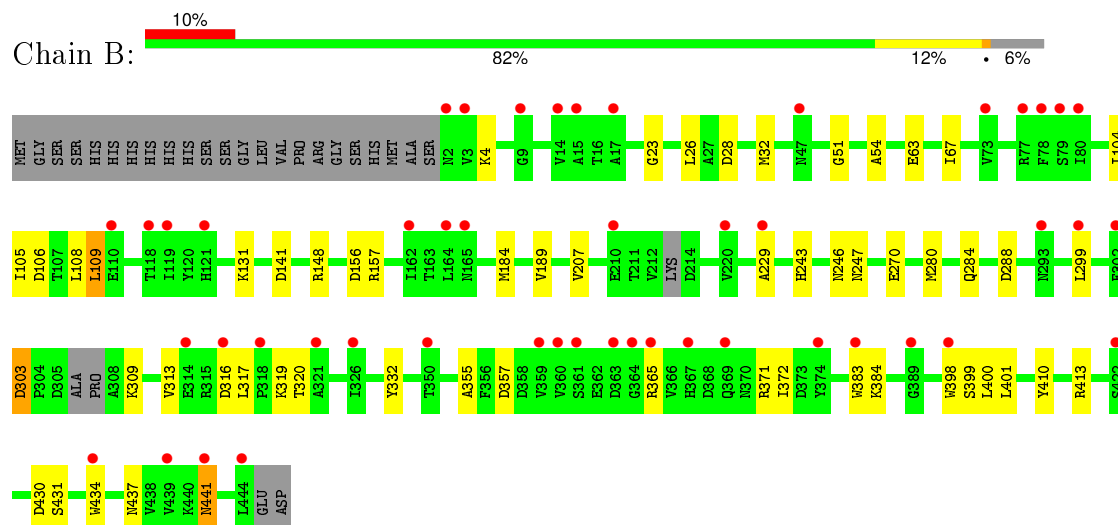 10%
Chain B:
82% 12% • 6%
MET GLY SER SER HIS HIS HIS HIS HIS HIS SER SER GLY LEU VAL PRO ARG GLY SER HIS MET ALA SER N2 V3 K4 G9 V14 A15 T16 A17 G23 L26 A27 D28 M32 N47 G51 A54 E63 I67 V73 R77 F78 S79 I80 I104
I105 D106 T107 L108 L109 E110 T118 I119 Y120 H121 K131 D141 R148 D156 R157 I162 T163 L164 N165 M184 V189 V207 E210 T211 V212 LYS D214 V220 A229 H243 N246 N247 E270 M280 Q284 D288 N293 L299
D303 P304 D305 ALA PRO A308 K309 V313 E314 R315 D316 L317 P318 K319 T320 A321 I326 Y332 T350 A355 F356 D357 D358 V359 V360 S361 E362 D363 G364 R365 V366 H367 D368 Q369 N370 R371 I372 D373 Y374 W383 K384 G389 W398 S399 L400 L401 Y410 R413
D430 S431 W434 N437 V438 V439 K440 N441 L444 GLU ASP